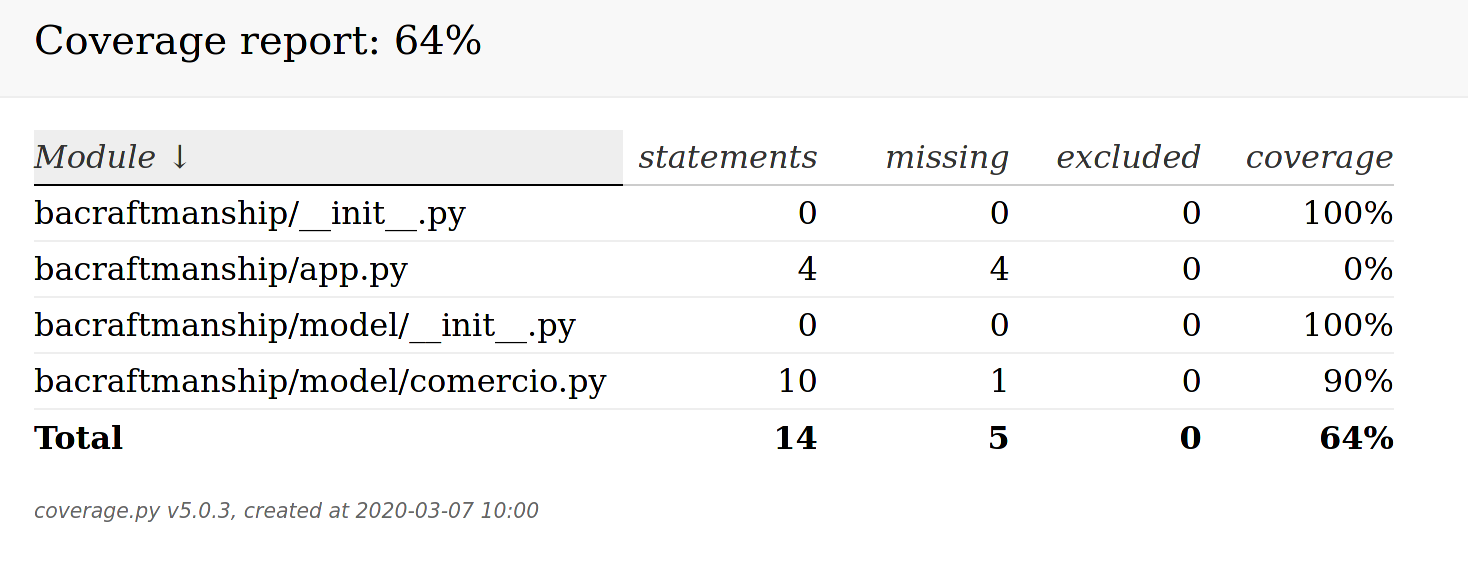 Coverage report: 64%
Module ↓ statements missing excluded coverage
bacraftmanship/__init__.py 0 0 0 100%
bacraftmanship/app.py 4 4 0 0%
bacraftmanship/model/__init__.py 0 0 0 100%
bacraftmanship/model/comercio.py 10 1 0 90%
Total 14 5 0 64%
coverage.py v5.0.3, created at 2020-03-07 10:00